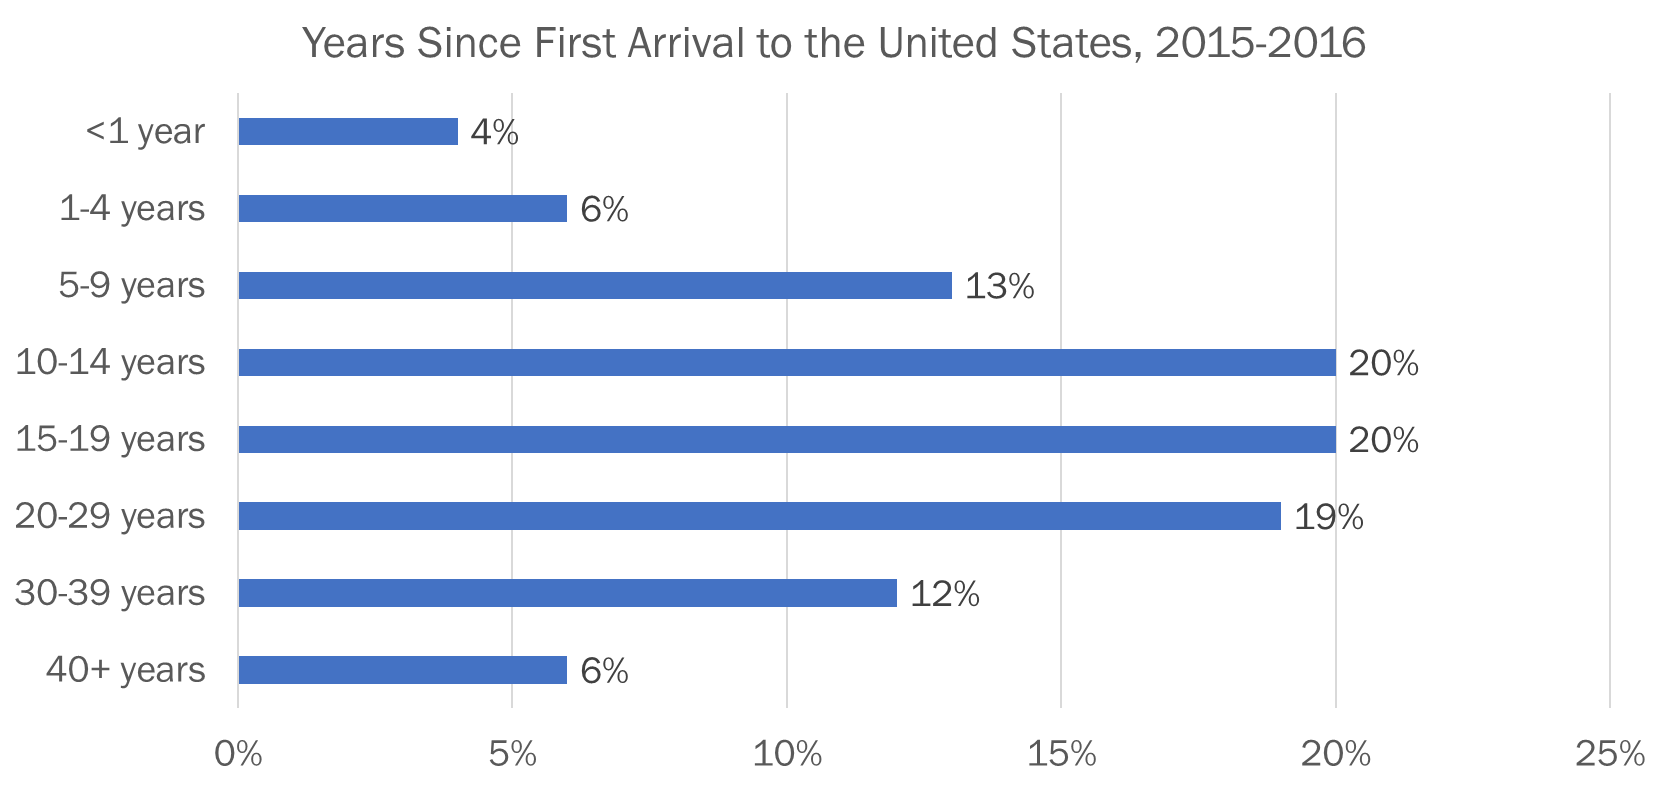 Years Since First Arrival to the United States, 2015-2016
<1 year
4%
1-4 years
6%
5-9 years
13%
10-14 years
20%
15-19 years
20%
20-29 years
19%
30-39 years
12%
40+ years
6%
0%
5%
10%
15%
20%
25%